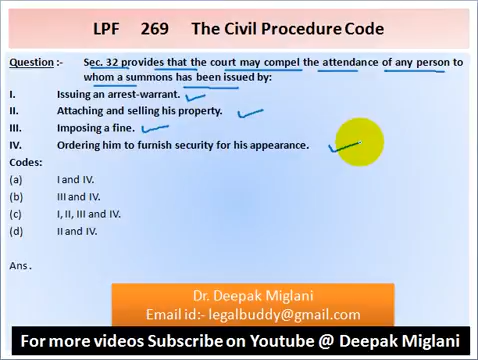 LPF 269 The Civil Procedure Code
Question :- Sec. 32 provides that the court may compel the attendance of any person to
whom a summons has been issued by:
I. Issuing an arrest-warrant.
II. Attaching and selling his property.
III. Imposing a fine.
IV. Ordering him to furnish security for his appearance.
Codes:
(a) I and IV.
(b) III and IV.
(c) I, II, III and IV.
(d) II and IV.
Ans .
Dr. Deepak Miglani
Email id:- legalbuddy@gmail.com
For more videos Subscribe on Youtube @ Deepak Miglani